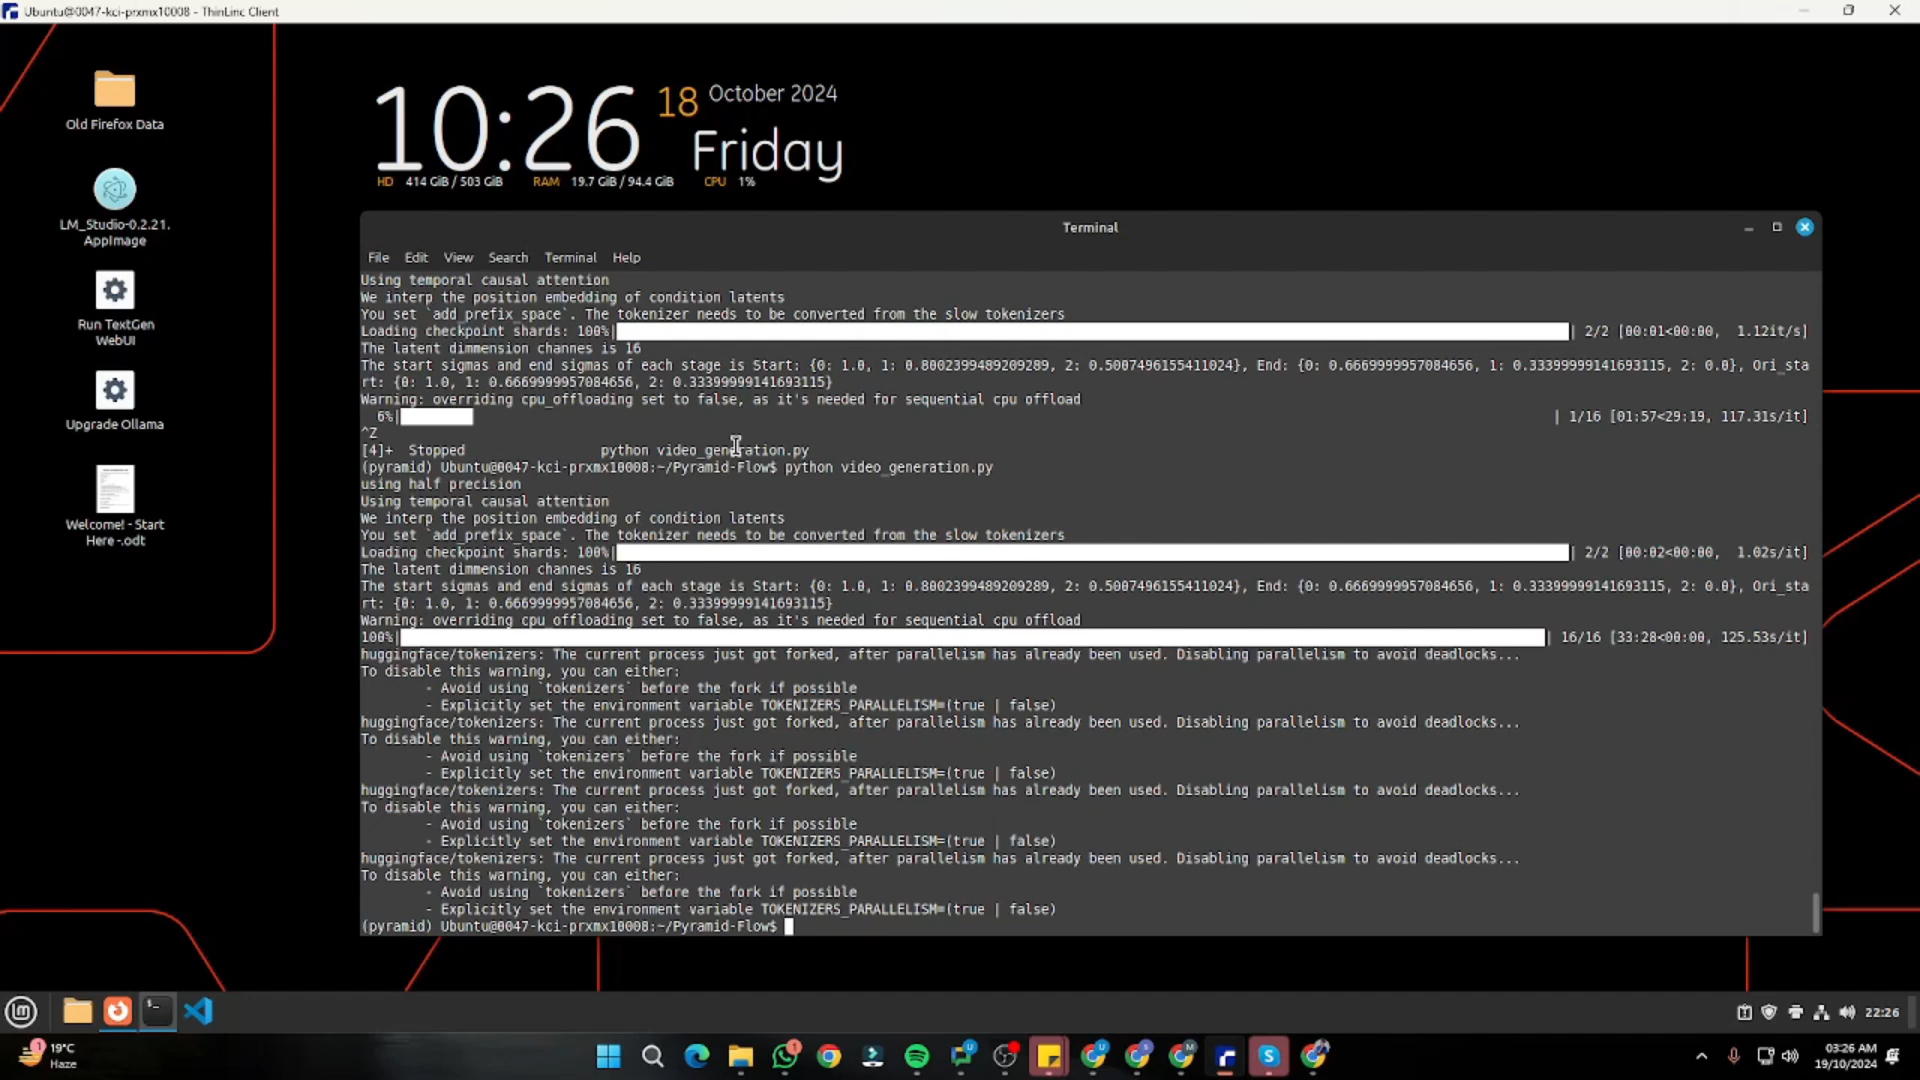 Ubuntu@0047-kci-prxmx10008 - ThinLinc Client
Old Firefox Data
LM_Studio-0.2.21.
AppImage
Run TextGen
WebUI
Upgrade Ollama
Welcome! - Start
Here -.odt
10:26 18 October 2024
Friday
HD 414 GiB / 503 GiB RAM 19.7 GiB / 94.4 GiB CPU 1%
Terminal
File Edit View Search Terminal Help
Using temporal causal attention
We interp the position embedding of condition latents
You set `add_prefix_space`. The tokenizer needs to be converted from the slow tokenizers
Loading checkpoint shards: 100%| | 2/2 [00:01<00:00, 1.12it/s]
The latent dimmension channes is 16
The start sigmas and end sigmas of each stage is Start: {0: 1.0, 1: 0.8002399489209289, 2: 0.5007496155411024}, End: {0: 0.6669999957084656, 1: 0.33399999141693115, 2: 0.0}, Ori_sta
rt: {0: 1.0, 1: 0.6669999957084656, 2: 0.33399999141693115}
Warning: overriding cpu_offloading set to false, as it's needed for sequential cpu offload
6%| | 1/16 [01:57<29:19, 117.31s/it]
^Z
[4]+ Stopped python video_generation.py
(pyramid) Ubuntu@0047-kci-prxmx10008:~/Pyramid-Flow$ python video_generation.py
using half precision
Using temporal causal attention
We interp the position embedding of condition latents
You set `add_prefix_space`. The tokenizer needs to be converted from the slow tokenizers
Loading checkpoint shards: 100%| | 2/2 [00:02<00:00, 1.02s/it]
The latent dimmension channes is 16
The start sigmas and end sigmas of each stage is Start: {0: 1.0, 1: 0.8002399489209289, 2: 0.5007496155411024}, End: {0: 0.6669999957084656, 1: 0.33399999141693115, 2: 0.0}, Ori_sta
rt: {0: 1.0, 1: 0.6669999957084656, 2: 0.33399999141693115}
Warning: overriding cpu_offloading set to false, as it's needed for sequential cpu offload
100%| | 16/16 [33:28<00:00, 125.53s/it]
huggingface/tokenizers: The current process just got forked, after parallelism has already been used. Disabling parallelism to avoid deadlocks...
To disable this warning, you can either:
- Avoid using `tokenizers` before the fork if possible
- Explicitly set the environment variable TOKENIZERS_PARALLELISM=(true | false)
huggingface/tokenizers: The current process just got forked, after parallelism has already been used. Disabling parallelism to avoid deadlocks...
To disable this warning, you can either:
- Avoid using `tokenizers` before the fork if possible
- Explicitly set the environment variable TOKENIZERS_PARALLELISM=(true | false)
huggingface/tokenizers: The current process just got forked, after parallelism has already been used. Disabling parallelism to avoid deadlocks...
To disable this warning, you can either:
- Avoid using `tokenizers` before the fork if possible
- Explicitly set the environment variable TOKENIZERS_PARALLELISM=(true | false)
huggingface/tokenizers: The current process just got forked, after parallelism has already been used. Disabling parallelism to avoid deadlocks...
To disable this warning, you can either:
- Avoid using `tokenizers` before the fork if possible
- Explicitly set the environment variable TOKENIZERS_PARALLELISM=(true | false)
(pyramid) Ubuntu@0047-kci-prxmx10008:~/Pyramid-Flow$
22:26
1
19°C
Haze
03:26 AM
19/10/2024